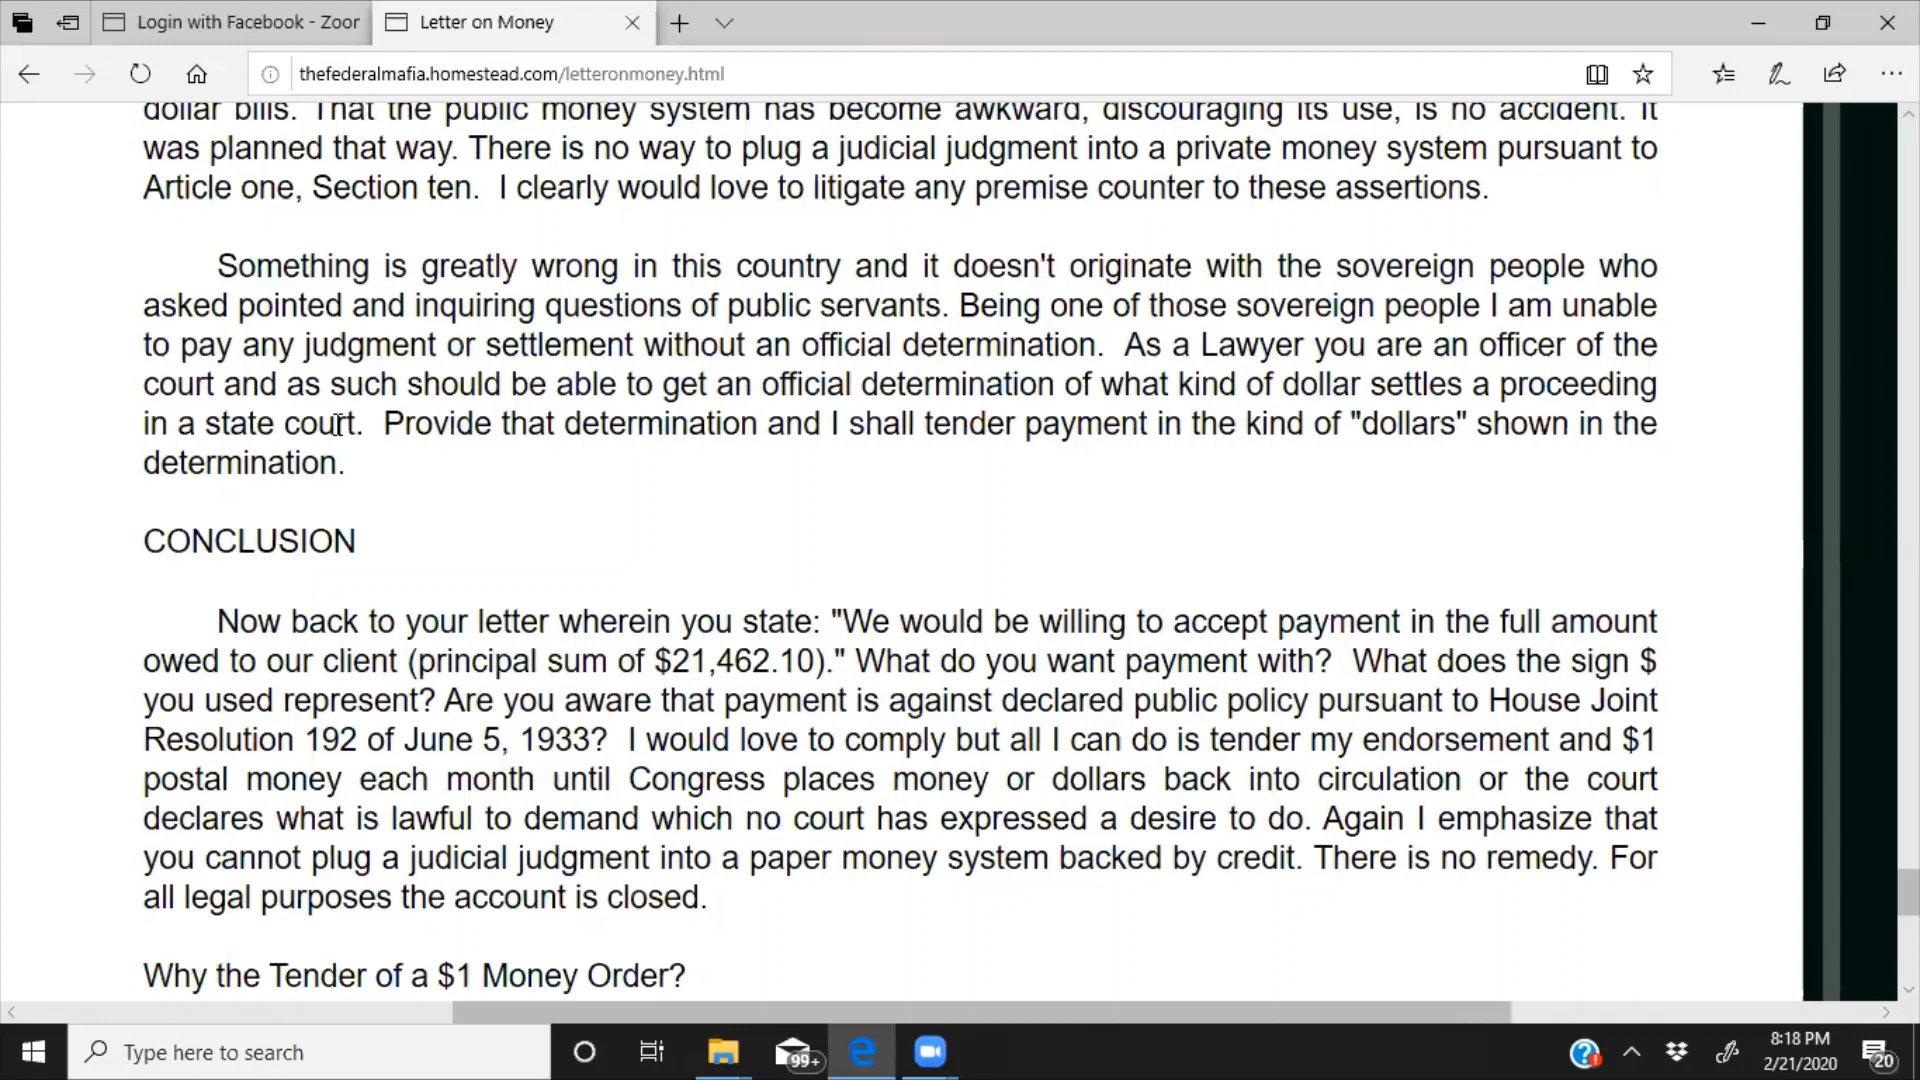 Login with Facebook - Zoor
Letter on Money
thefederalmafia.homestead.com/letteronmoney.html
dollar bills. That the public money system has become awkward, discouraging its use, is no accident. It
was planned that way. There is no way to plug a judicial judgment into a private money system pursuant to
Article one, Section ten.  I clearly would love to litigate any premise counter to these assertions.
Something is greatly wrong in this country and it doesn't originate with the sovereign people who
asked pointed and inquiring questions of public servants. Being one of those sovereign people I am unable
to pay any judgment or settlement without an official determination.  As a Lawyer you are an officer of the
court and as such should be able to get an official determination of what kind of dollar settles a proceeding
in a state court.  Provide that determination and I shall tender payment in the kind of "dollars" shown in the
determination.
CONCLUSION
Now back to your letter wherein you state: "We would be willing to accept payment in the full amount
owed to our client (principal sum of $21,462.10)." What do you want payment with?  What does the sign $
you used represent? Are you aware that payment is against declared public policy pursuant to House Joint
Resolution 192 of June 5, 1933?  I would love to comply but all I can do is tender my endorsement and $1
postal money each month until Congress places money or dollars back into circulation or the court
declares what is lawful to demand which no court has expressed a desire to do. Again I emphasize that
you cannot plug a judicial judgment into a paper money system backed by credit. There is no remedy. For
all legal purposes the account is closed.
Why the Tender of a $1 Money Order?
Type here to search
99+
8:18 PM
2/21/2020
20